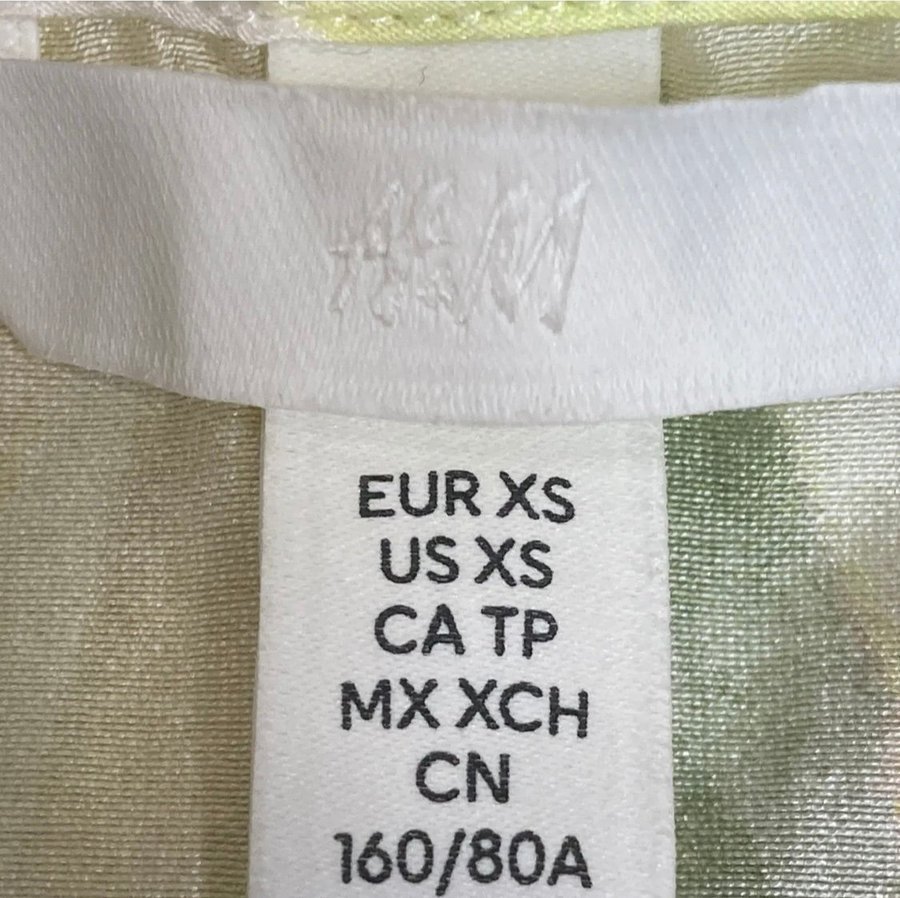 H&M
EUR XS
US XS
CA TP
MX XCH
CN
160/80A